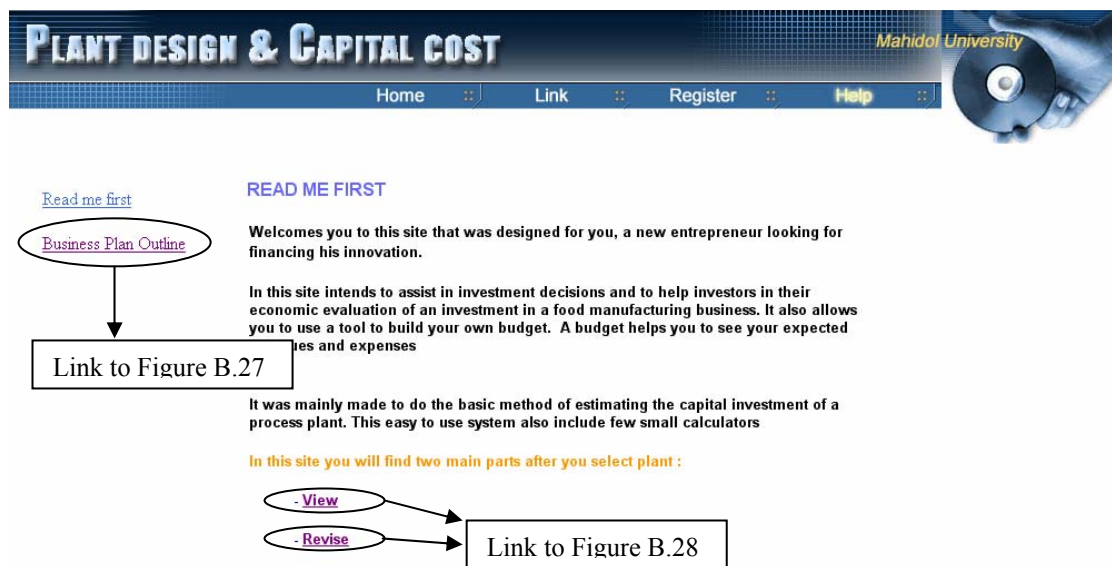 PLANT DESIGN & CAPITAL COST
Mahidol University
Home :: Link :: Register :: Help ::
Read me first
Business Plan Outline
Link to Figure B.27
READ ME FIRST
Welcomes you to this site that was designed for you, a new entrepreneur looking for
financing his innovation.
In this site intends to assist in investment decisions and to help investors in their
economic evaluation of an investment in a food manufacturing business. It also allows
you to use a tool to build your own budget. A budget helps you to see your expected
and expenses
It was mainly made to do the basic method of estimating the capital investment of a
process plant. This easy to use system also include few small calculators
In this site you will find two main parts after you select plant :
- View
- Revise
Link to Figure B.28